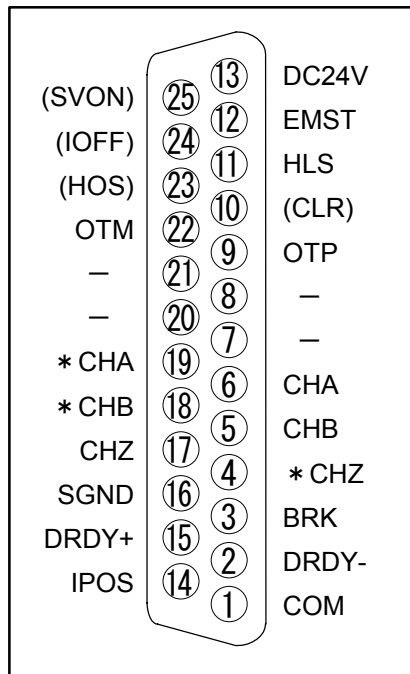 (SVON) 25 13 DC24V
(IOFF) 24 12 EMST
(HOS) 23 11 HLS
OTM 22 10 (CLR)
– 21 9 OTP
– 20 8 –
*CHA 19 7 –
*CHB 18 6 CHA
CHZ 17 5 CHB
SGND 16 4 *CHZ
DRDY+ 15 3 BRK
IPOS 14 2 DRDY-
1 COM